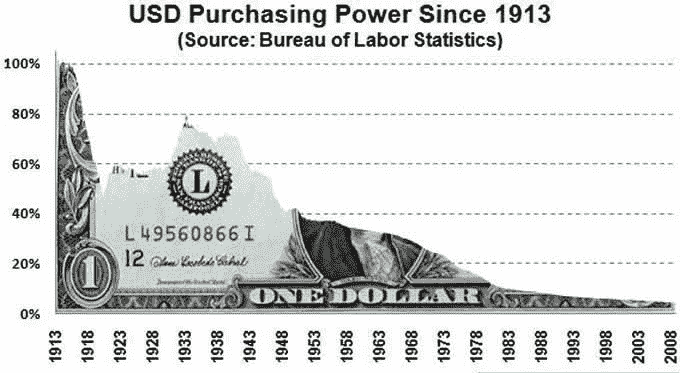 USD Purchasing Power Since 1913
(Source: Bureau of Labor Statistics)
100%
80%
60%
40%
20%
0%
L
L49560866I
12
1
ONE DOLLAR
1913 1918 1923 1928 1933 1938 1943 1948 1953 1958 1963 1968 1973 1978 1983 1988 1993 1998 2003 2008